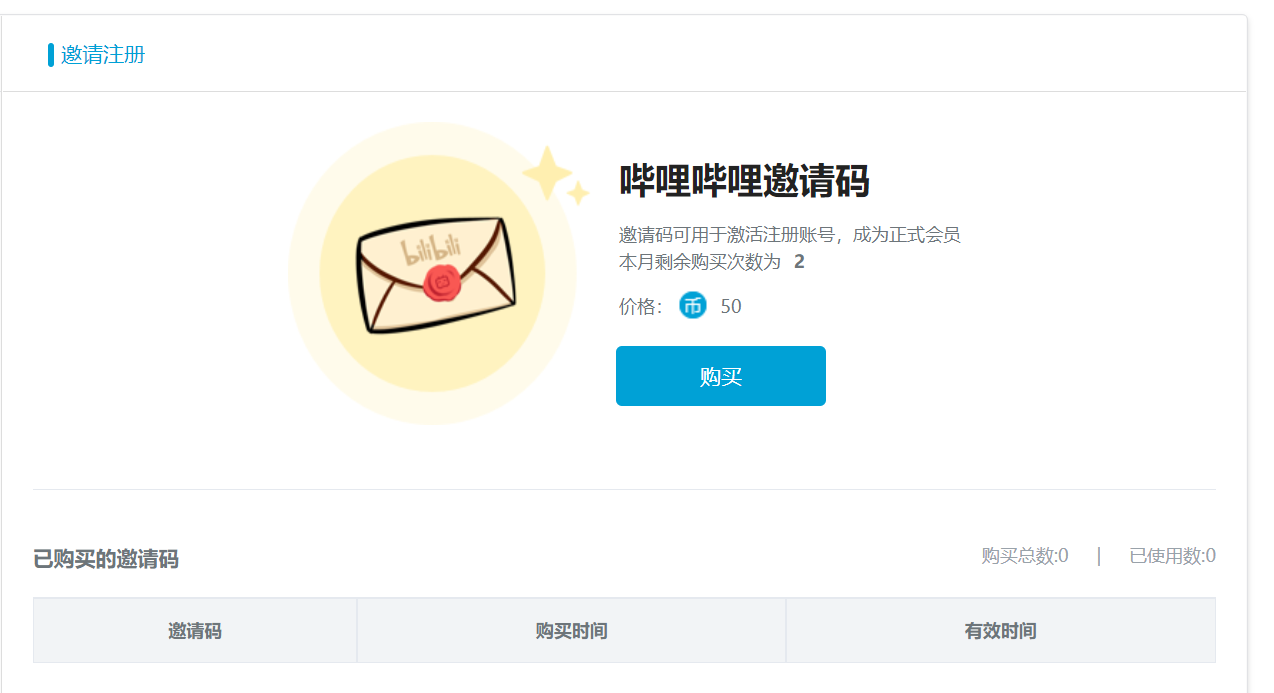 邀请注册
bilibili
哔哩哔哩邀请码
邀请码可用于激活注册账号，成为正式会员
本月剩余购买次数为 2
价格： 币 50
购买
已购买的邀请码
购买总数:0 | 已使用数:0
邀请码 购买时间 有效时间